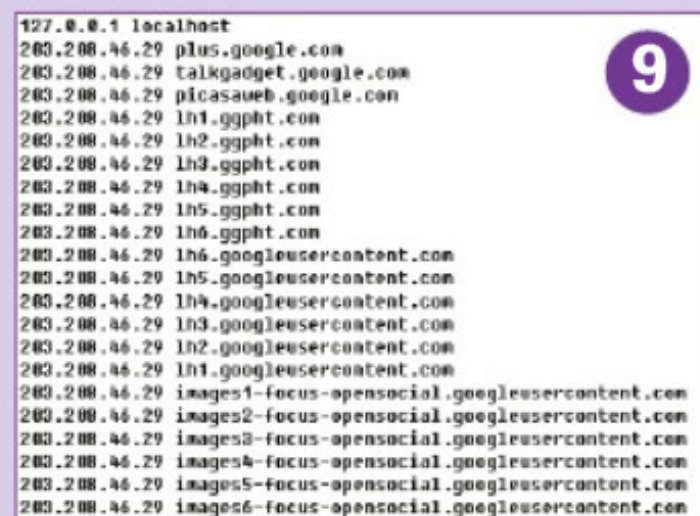 127.0.0.1 localhost
203.208.46.29 plus.google.com
203.208.46.29 talkgadget.google.com
203.208.46.29 picasaweb.google.com
203.208.46.29 lh1.ggpht.com
203.208.46.29 lh2.ggpht.com
203.208.46.29 lh3.ggpht.com
203.208.46.29 lh4.ggpht.com
203.208.46.29 lh5.ggpht.com
203.208.46.29 lh6.ggpht.com
203.208.46.29 lh6.googleusercontent.com
203.208.46.29 lh5.googleusercontent.com
203.208.46.29 lh4.googleusercontent.com
203.208.46.29 lh3.googleusercontent.com
203.208.46.29 lh2.googleusercontent.com
203.208.46.29 lh1.googleusercontent.com
203.208.46.29 images1-focus-opensocial.googleusercontent.com
203.208.46.29 images2-focus-opensocial.googleusercontent.com
203.208.46.29 images3-focus-opensocial.googleusercontent.com
203.208.46.29 images4-focus-opensocial.googleusercontent.com
203.208.46.29 images5-focus-opensocial.googleusercontent.com
203.208.46.29 images6-focus-opensocial.googleusercontent.com
9